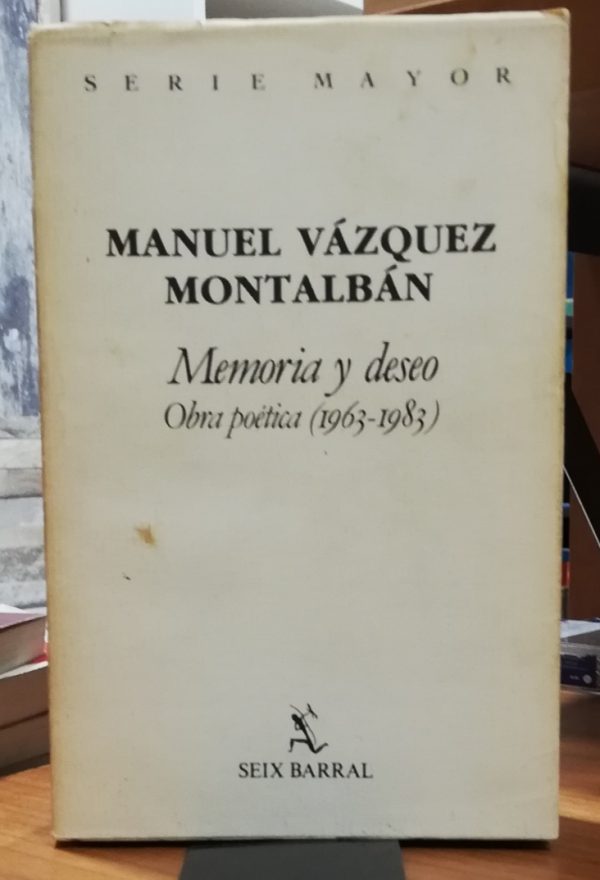 SERIE MAYOR
MANUEL VÁZQUEZ
MONTALBÁN
Memoria y deseo
Obra poética (1963-1983)
SEIX BARRAL